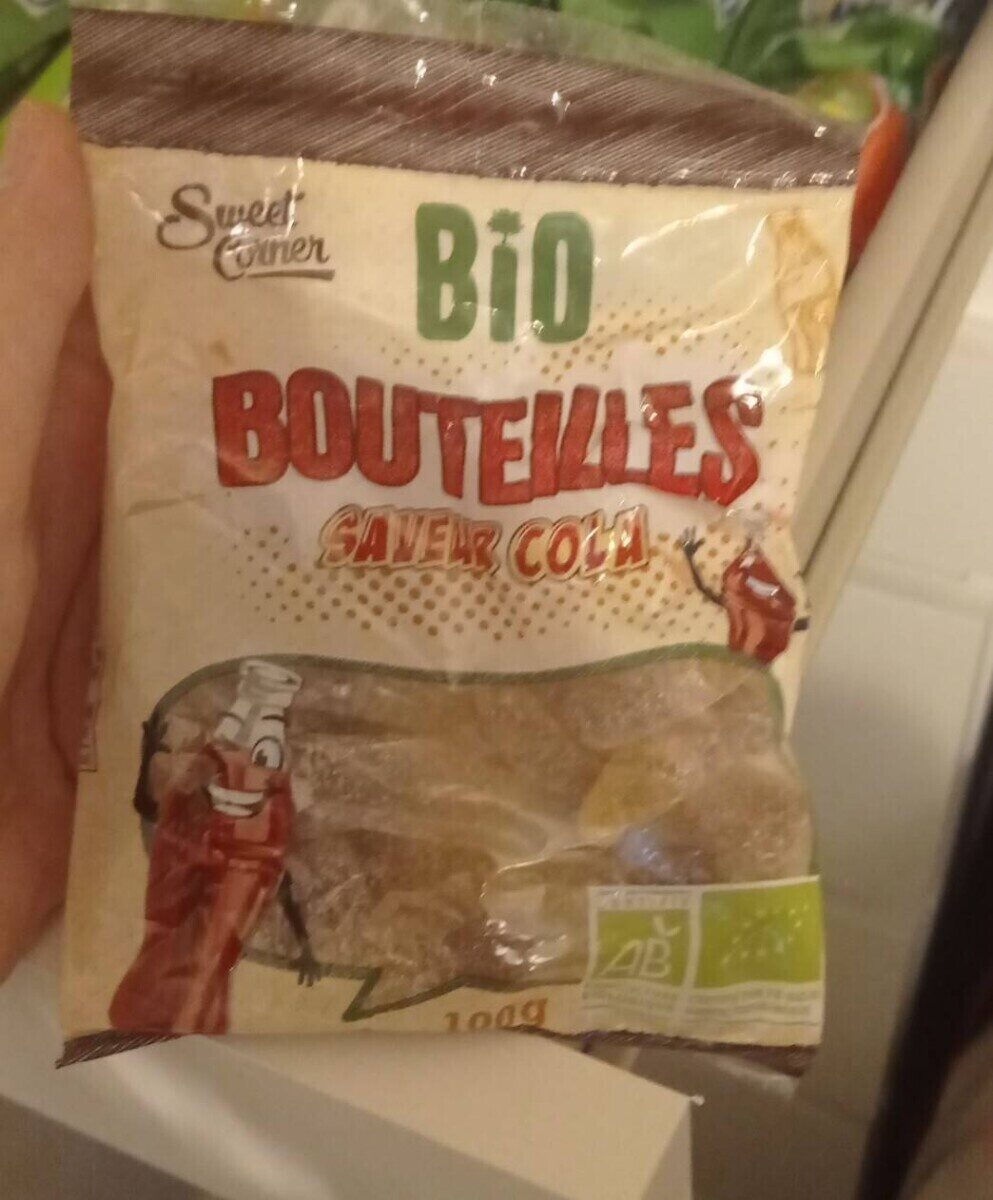 Sweet
Corner
BiO
BOUTEILLES
SAVEUR COLA
AB
100g